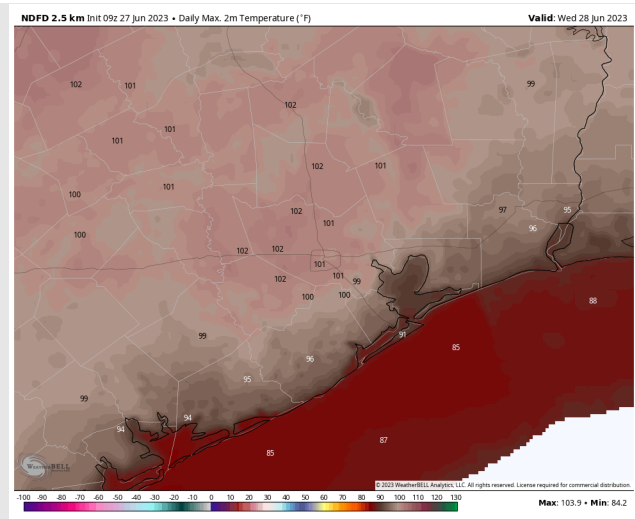 NDFD 2.5 km Init 09z 27 Jun 2023 • Daily Max. 2m Temperature (°F)
Valid: Wed 28 Jun 2023
102 101 99
102
101
101
102 101
101
100
102 97 95
101 96
100
102 102
101
102 101 99
100 100
88
99 91
85
96
95
99
94
94
87
85
WeatherBELL
© 2023 WeatherBELL Analytics, LLC. All rights reserved. License required for commercial distribution.
-100 -90 -80 -70 -60 -50 -40 -30 -20 -10 0 10 20 30 40 50 60 70 80 90 100 110 120 130
Max: 103.9 • Min: 84.2